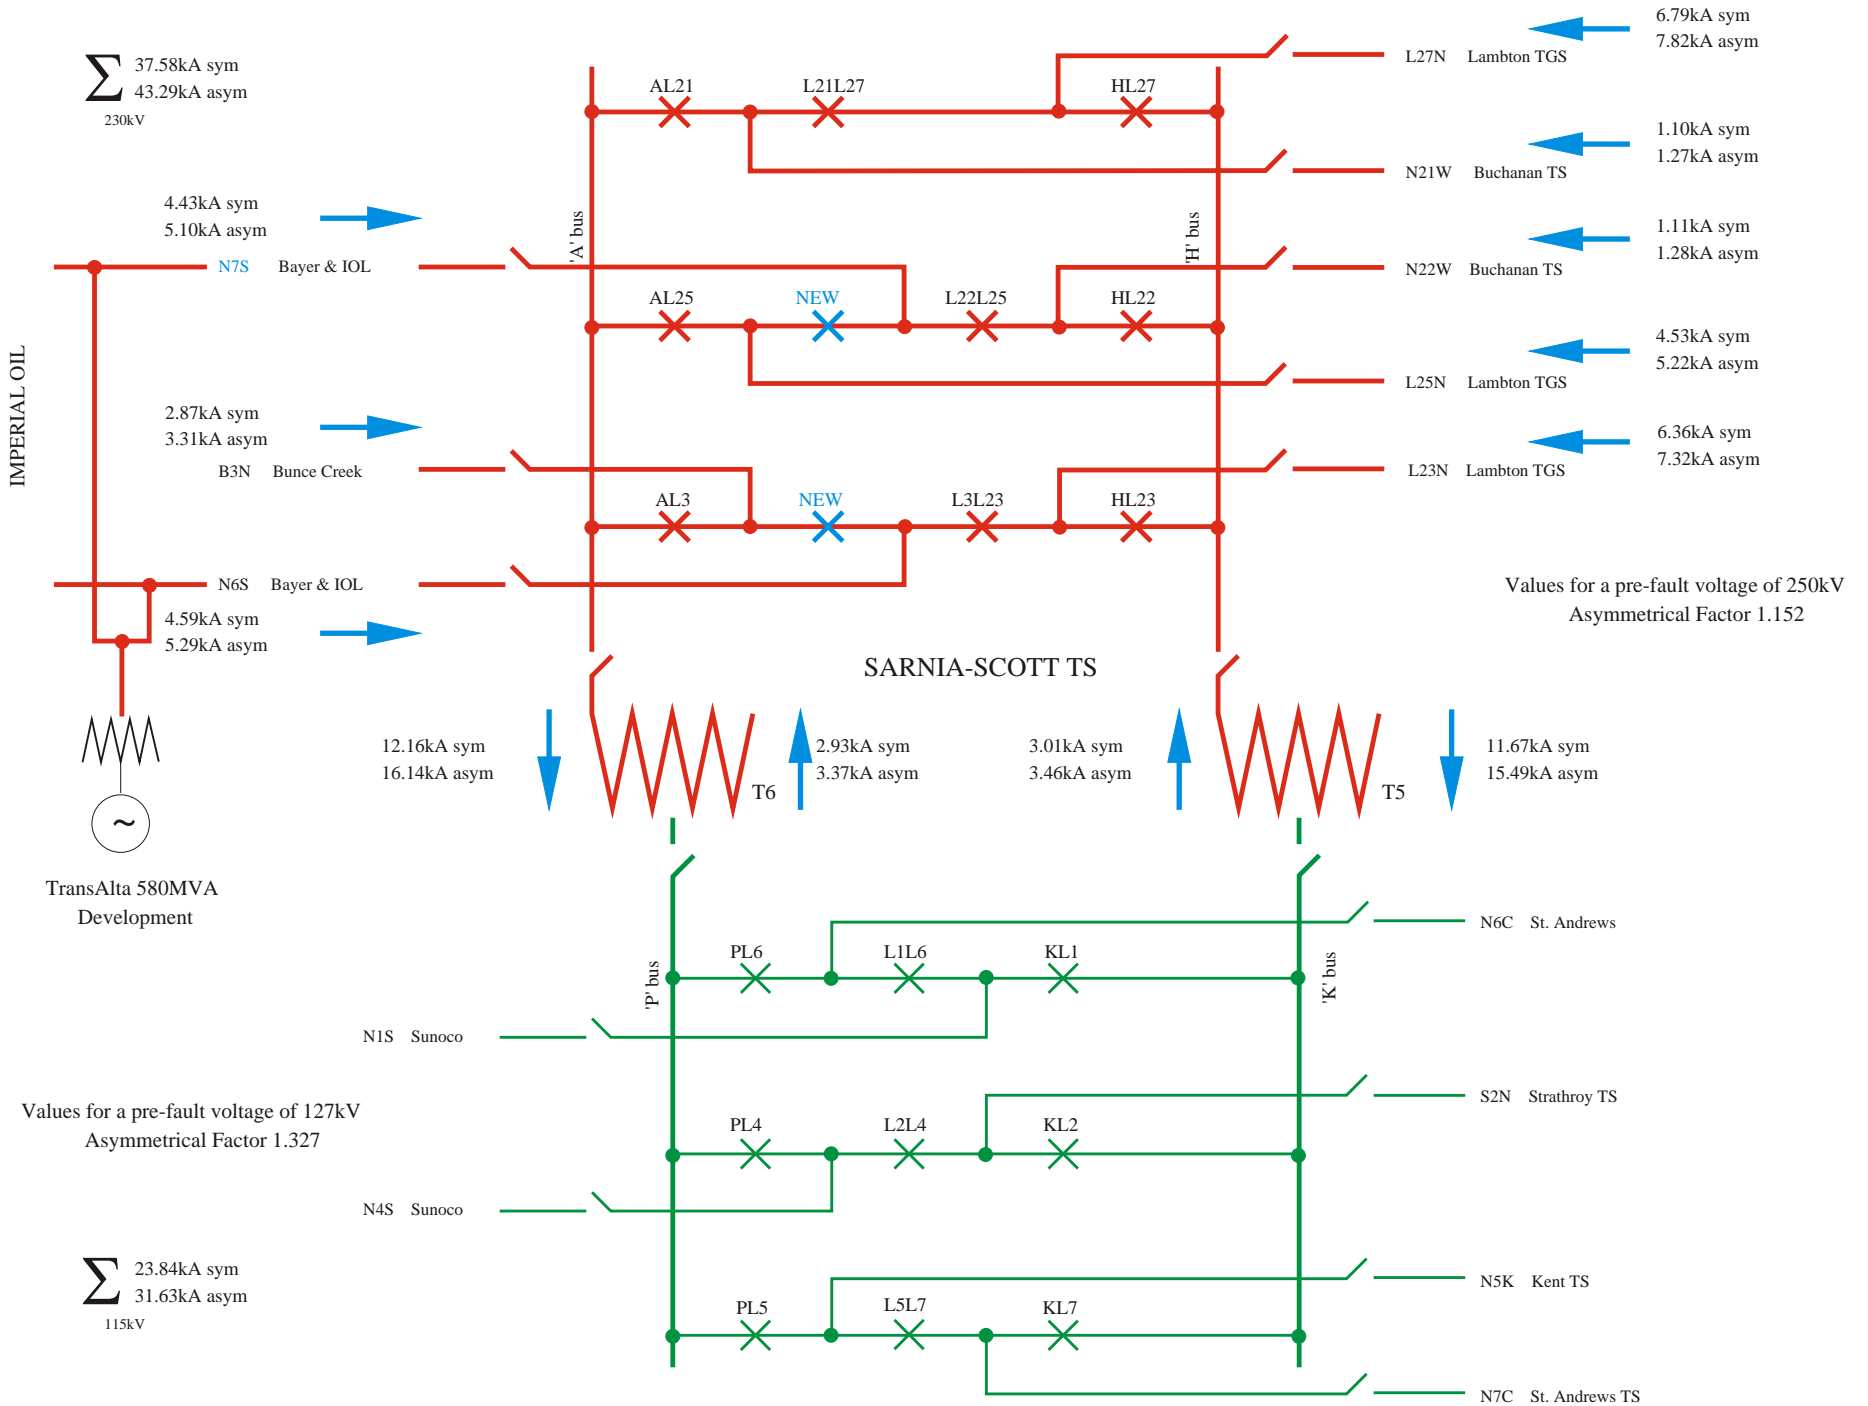 6.79kA sym
7.82kA asym
L27N Lambton TGS
∑ 37.58kA sym
43.29kA asym
230kV
AL21 L21L27 HL27
1.10kA sym
1.27kA asym
N21W Buchanan TS
4.43kA sym
5.10kA asym
'A' bus
'H' bus
1.11kA sym
1.28kA asym
N7S Bayer & IOL
N22W Buchanan TS
AL25 NEW L22L25 HL22
4.53kA sym
5.22kA asym
L25N Lambton TGS
IMPERIAL OIL
2.87kA sym
3.31kA asym
B3N Bunce Creek
6.36kA sym
7.32kA asym
L23N Lambton TGS
AL3 NEW L3L23 HL23
N6S Bayer & IOL
4.59kA sym
5.29kA asym
Values for a pre-fault voltage of 250kV
Asymmetrical Factor 1.152
SARNIA-SCOTT TS
12.16kA sym
16.14kA asym
T6
2.93kA sym
3.37kA asym
3.01kA sym
3.46kA asym
T5
11.67kA sym
15.49kA asym
~
TransAlta 580MVA
Development
N6C St. Andrews
PL6 L1L6 KL1
'P' bus
'K' bus
N1S Sunoco
S2N Strathroy TS
Values for a pre-fault voltage of 127kV
Asymmetrical Factor 1.327
PL4 L2L4 KL2
N4S Sunoco
∑ 23.84kA sym
31.63kA asym
115kV
N5K Kent TS
PL5 L5L7 KL7
N7C St. Andrews TS